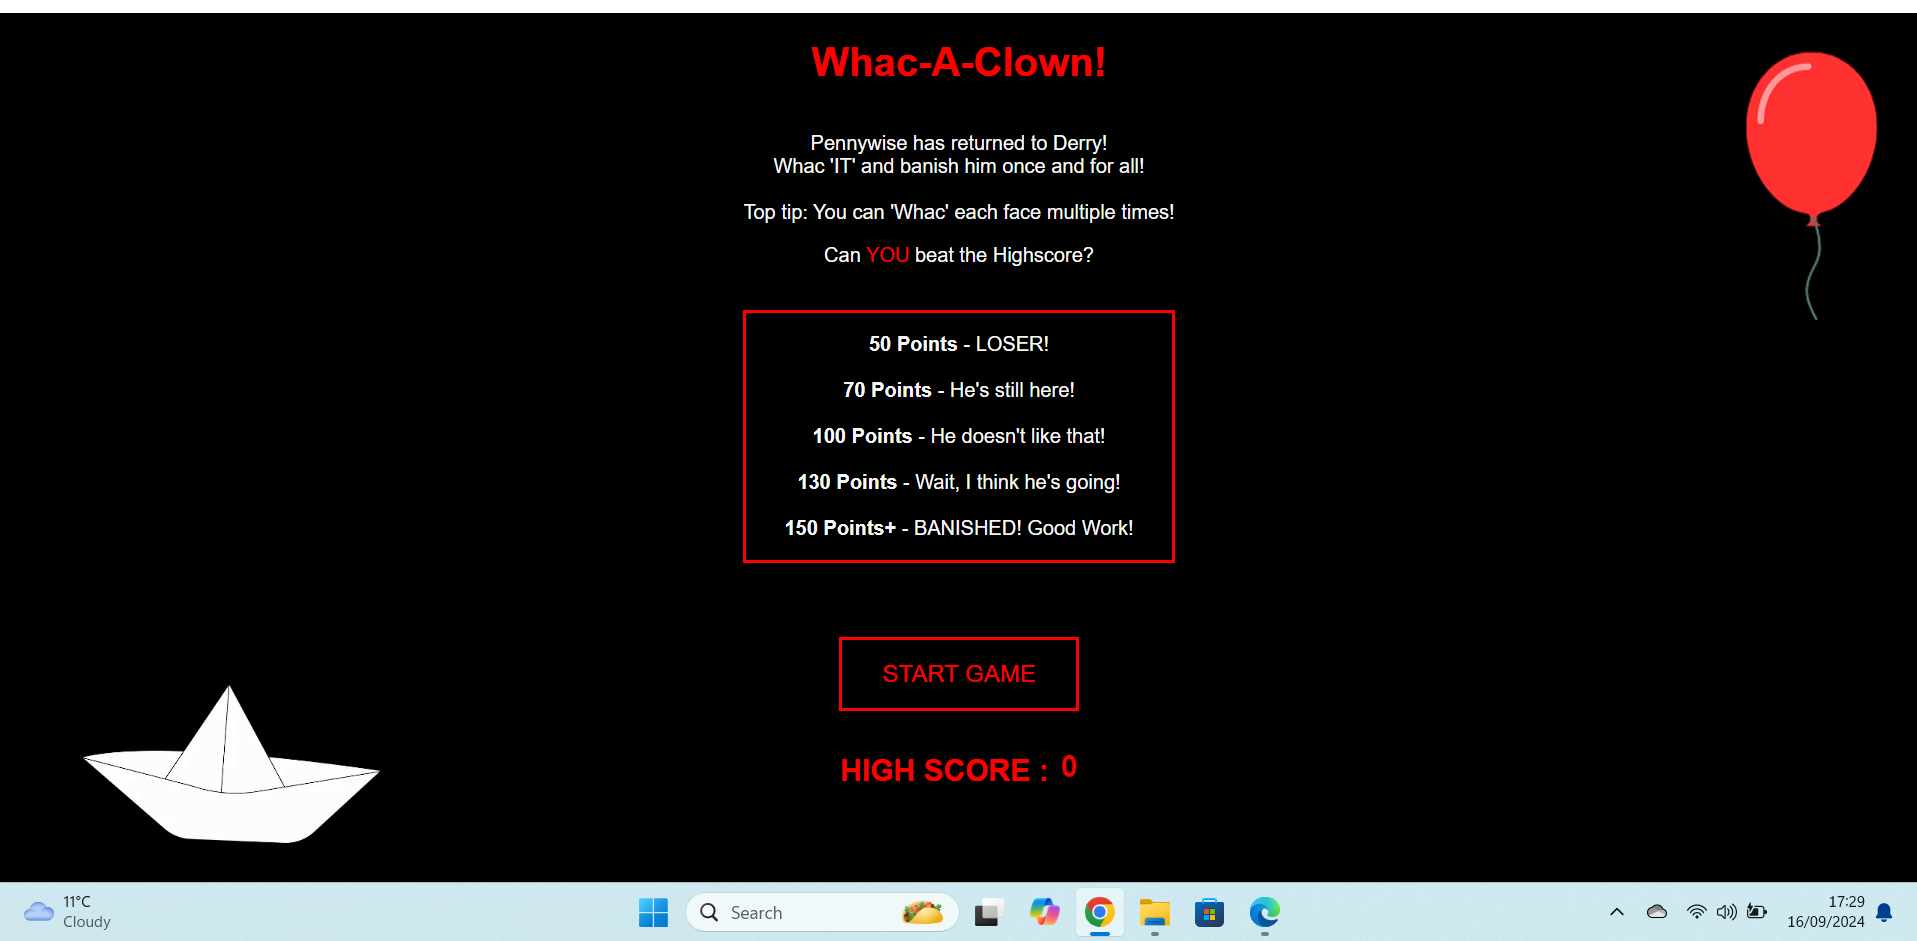 Whac-A-Clown!
Pennywise has returned to Derry!
Whac 'IT' and banish him once and for all!
Top tip: You can 'Whac' each face multiple times!
Can YOU beat the Highscore?
50 Points - LOSER!
70 Points - He's still here!
100 Points - He doesn't like that!
130 Points - Wait, I think he's going!
150 Points+ - BANISHED! Good Work!
START GAME
HIGH SCORE : 0
11°C
Cloudy
Search
17:29
16/09/2024